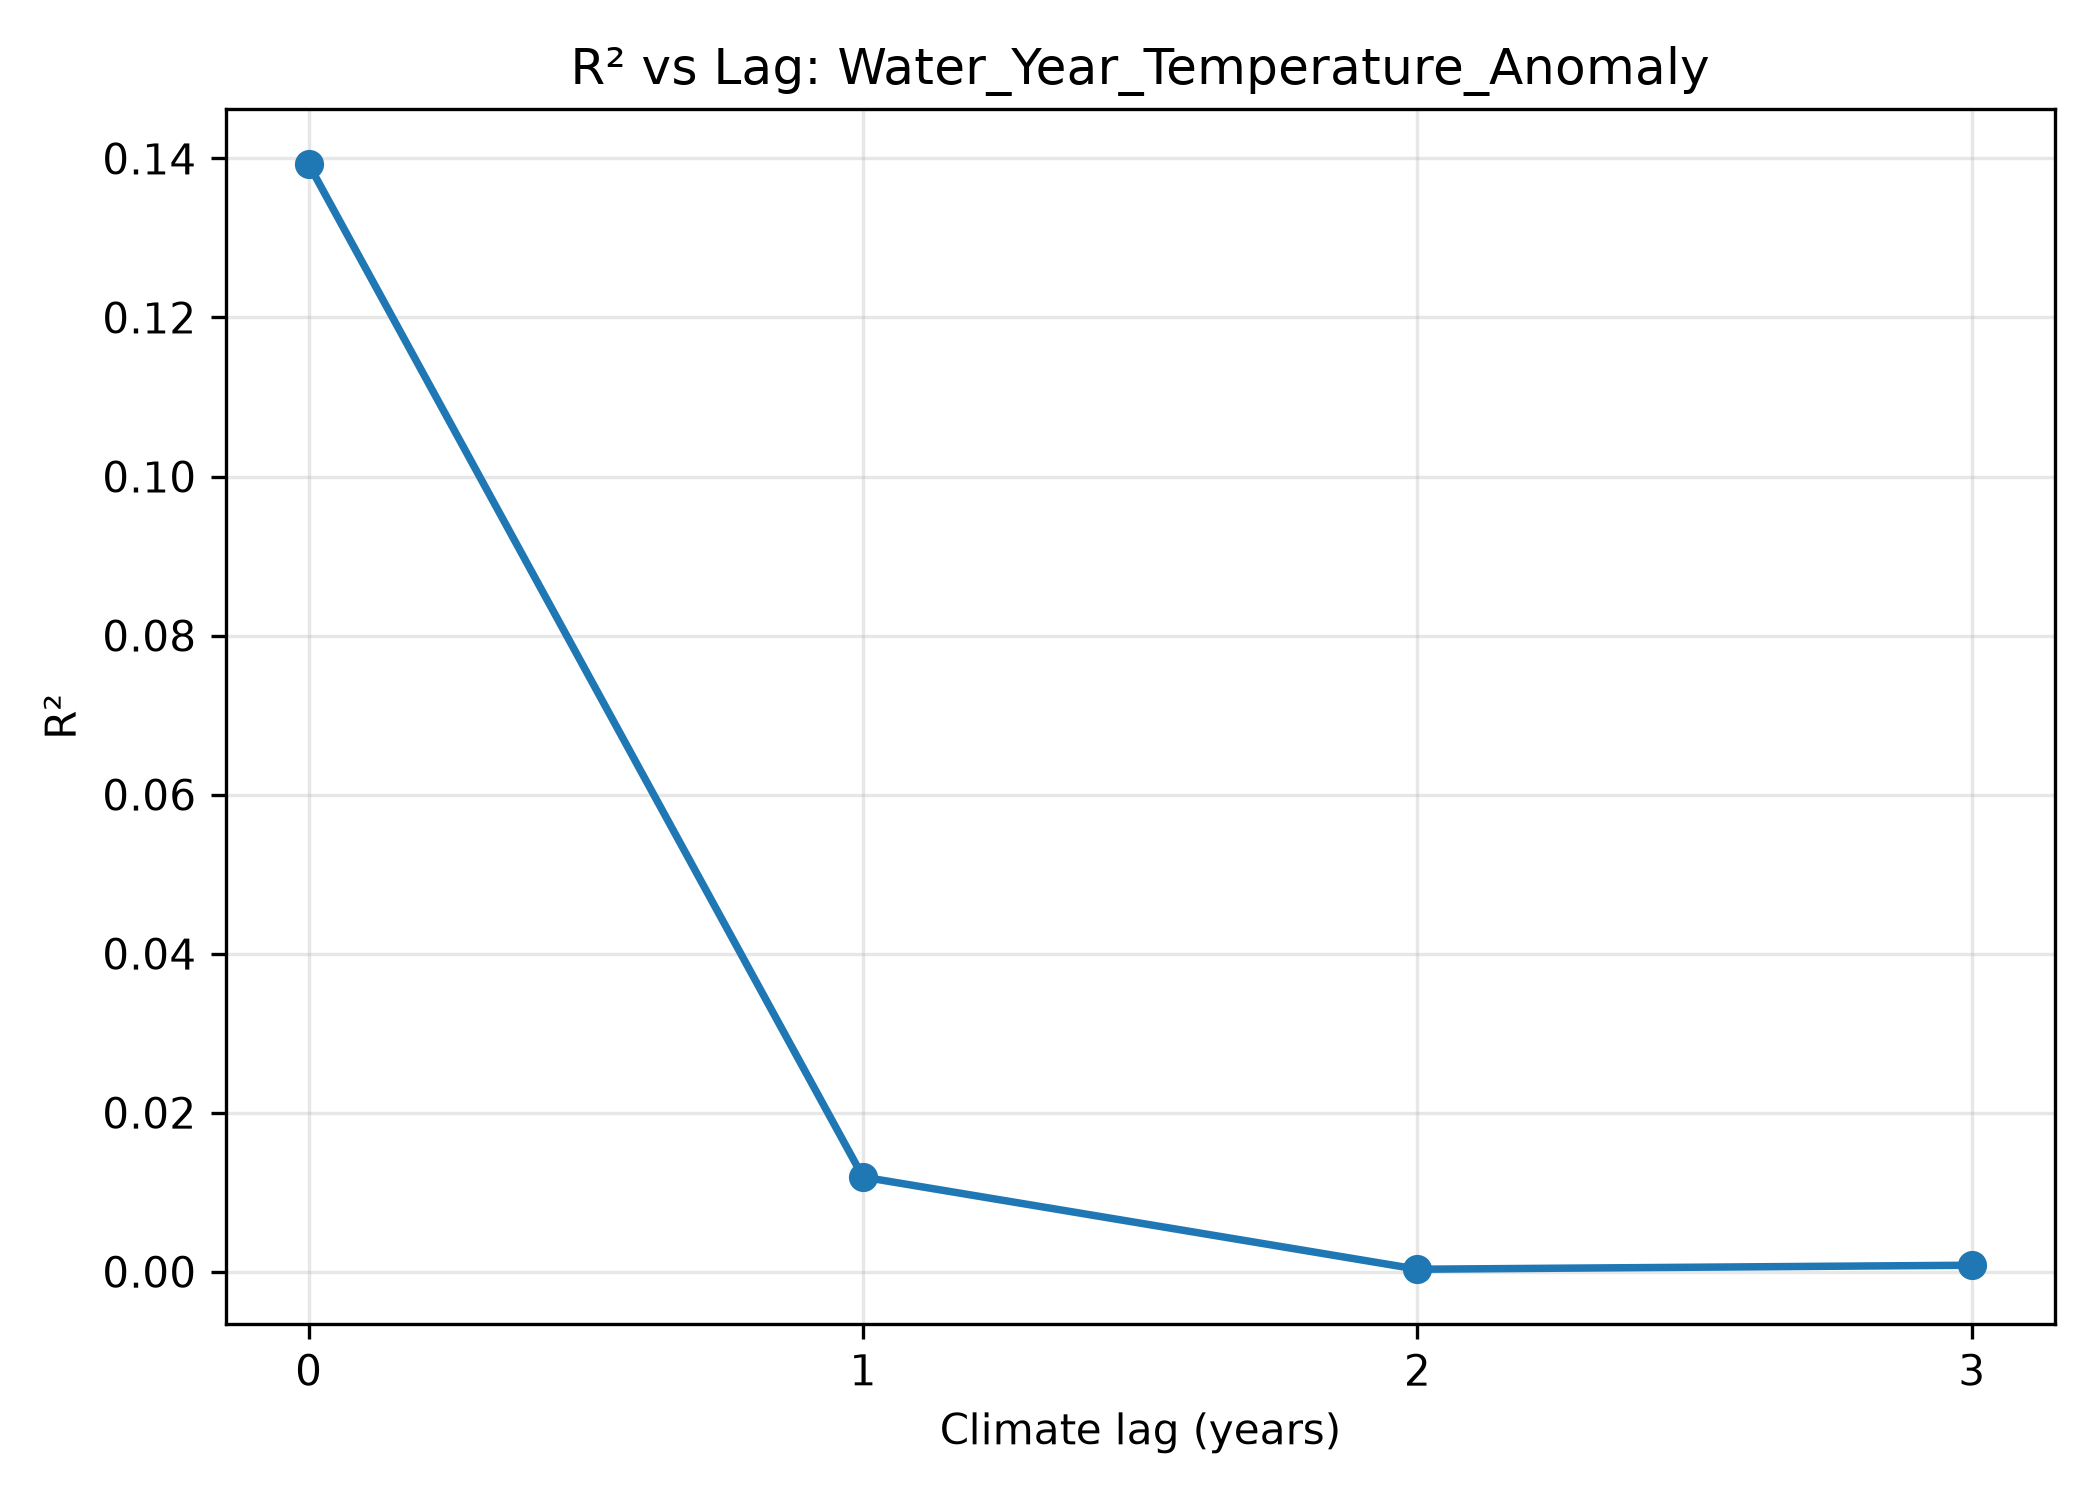 R² vs Lag: Water_Year_Temperature_Anomaly
0.14
0.12
0.10
0.08
0.06
0.04
0.02
0.00
R²
0 1 2 3
Climate lag (years)